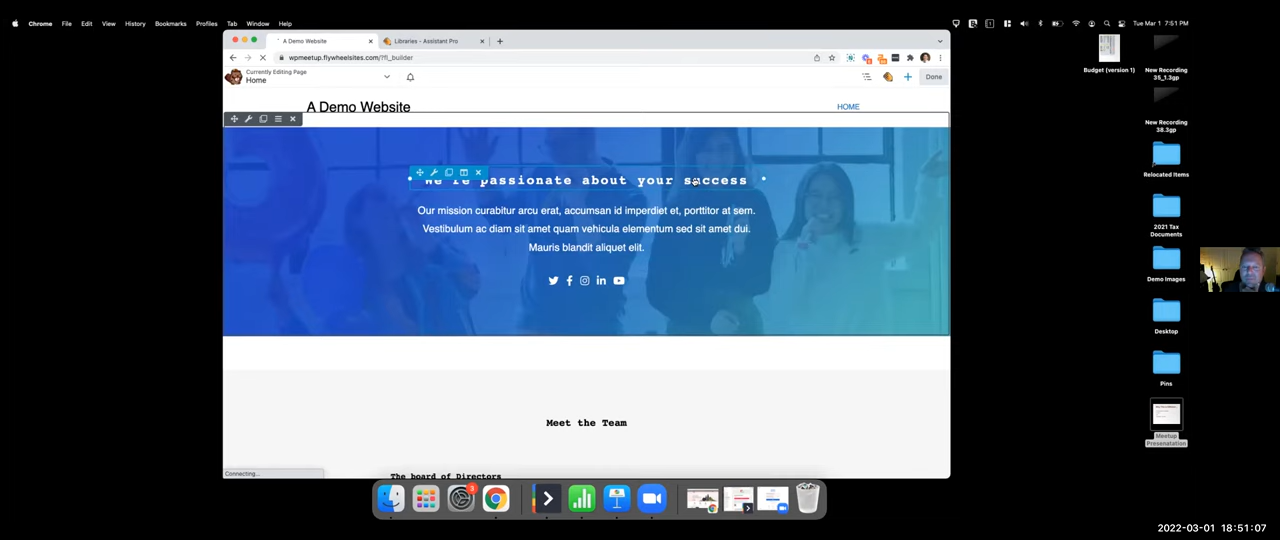 Chrome File Edit View History Bookmarks Profiles Tab Window Help
Tue Mar 1 7:51 PM
A Demo Website
Libraries - Assistant Pro
wpmeetup.flywheelsites.com/?fl_builder
Currently Editing Page
Home
Done
A Demo Website
HOME
We're passionate about your success
Our mission curabitur arcu erat, accumsan id imperdiet et, porttitor at sem.
Vestibulum ac diam sit amet quam vehicula elementum sed sit amet dui.
Mauris blandit aliquet elit.
Meet the Team
The board of Directors
Connecting...
Budget (version 1)
New Recording
35_1.3gp
New Recording
38.3gp
Relocated Items
2021 Tax
Documents
Demo Images
Desktop
Pins
Meetup
Presenatation
3
2022-03-01 18:51:07